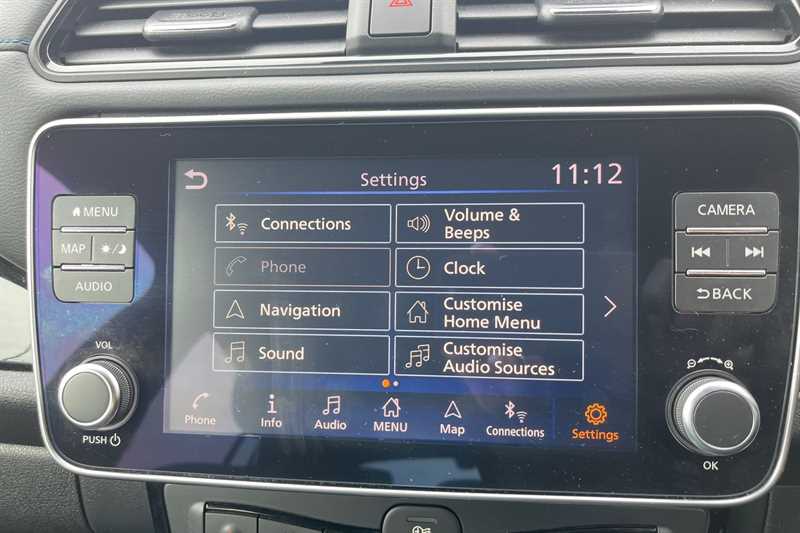 Settings
11:12
MENU
MAP
AUDIO
VOL
PUSH
Connections
Volume &
Beeps
Phone
Clock
Navigation
Customise
Home Menu
Sound
Customise
Audio Sources
Phone
Info
Audio
MENU
Map
Connections
Settings
CAMERA
BACK
OK